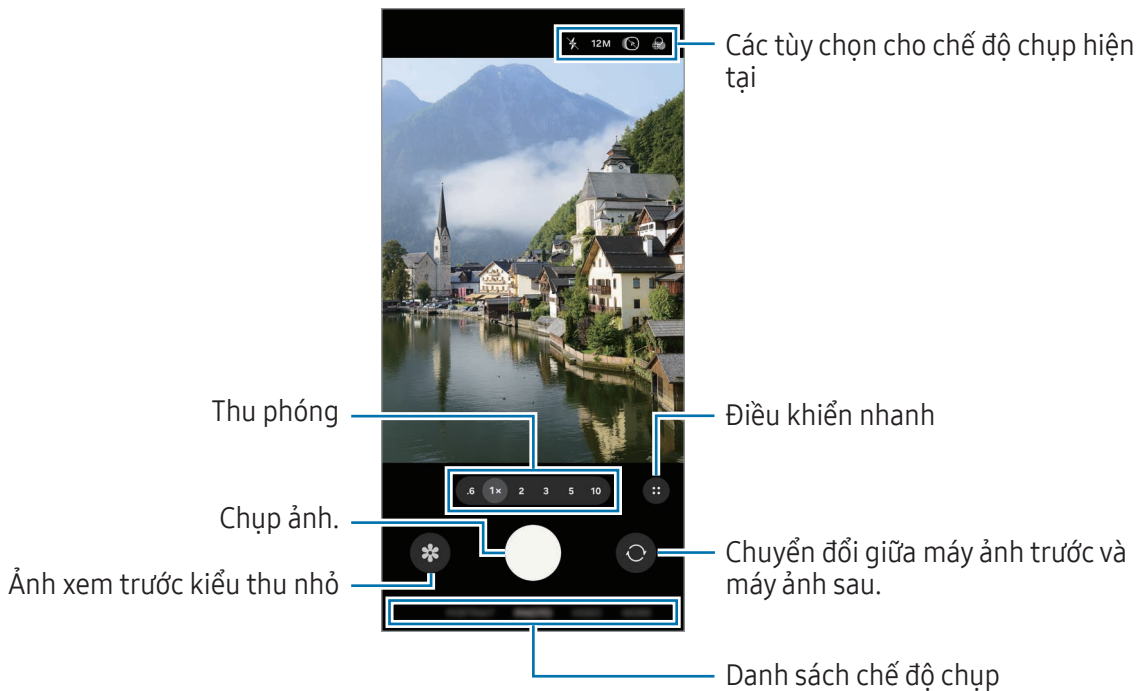 12M
Các tùy chọn cho chế độ chụp hiện
tại
Thu phóng
Điều khiển nhanh
.6 1× 2 3 5 10
Chụp ảnh.
Chuyển đổi giữa máy ảnh trước và
máy ảnh sau.
Ảnh xem trước kiểu thu nhỏ
Danh sách chế độ chụp